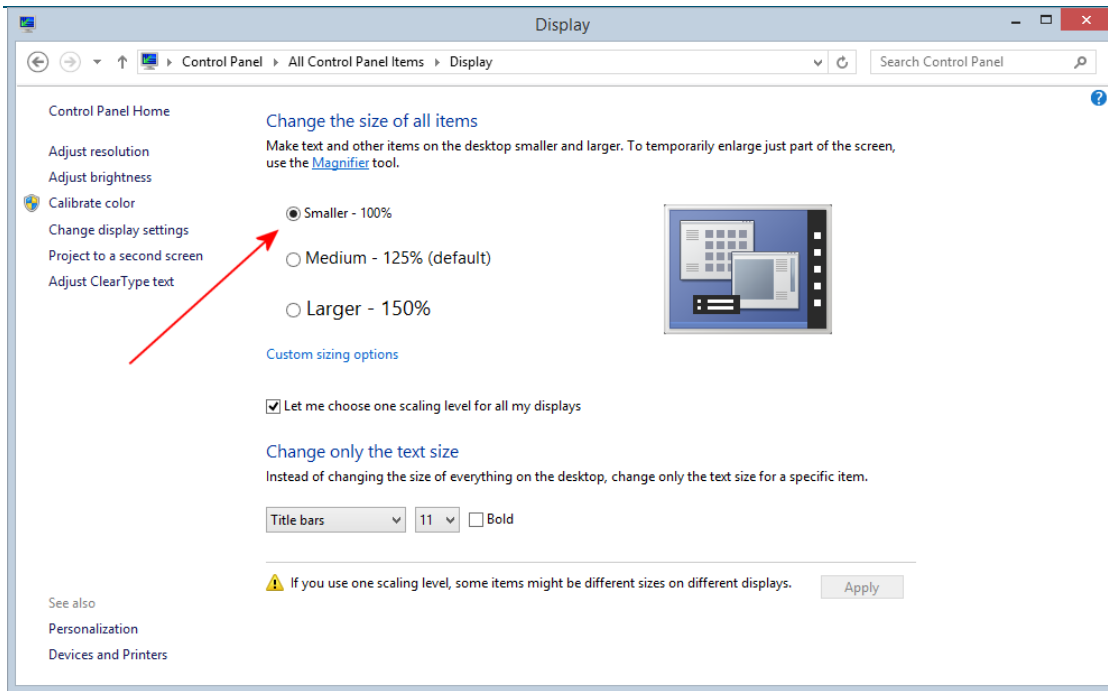 Display
Control Panel All Control Panel Items Display
Search Control Panel
Control Panel Home
Adjust resolution
Adjust brightness
Calibrate color
Change display settings
Project to a second screen
Adjust ClearType text
See also
Personalization
Devices and Printers
Change the size of all items
Make text and other items on the desktop smaller and larger. To temporarily enlarge just part of the screen,
use the Magnifier tool.
Smaller - 100%
Medium - 125% (default)
Larger - 150%
Custom sizing options
Let me choose one scaling level for all my displays
Change only the text size
Instead of changing the size of everything on the desktop, change only the text size for a specific item.
Title bars 11 Bold
If you use one scaling level, some items might be different sizes on different displays.
Apply